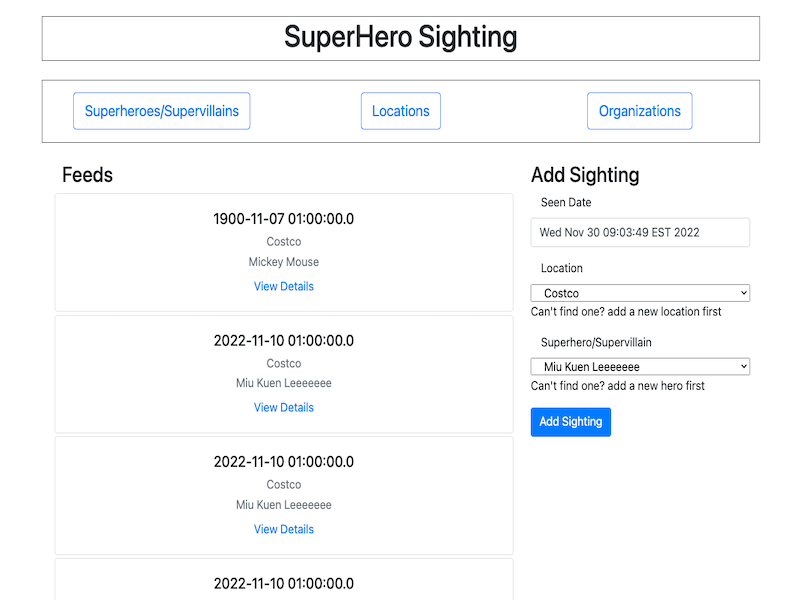 SuperHero Sighting
Superheroes/Supervillains
Locations
Organizations
Feeds
1900-11-07 01:00:00.0
Costco
Mickey Mouse
View Details
2022-11-10 01:00:00.0
Costco
Miu Kuen Leeeeeee
View Details
2022-11-10 01:00:00.0
Costco
Miu Kuen Leeeeeee
View Details
2022-11-10 01:00:00.0
Add Sighting
Seen Date
Wed Nov 30 09:03:49 EST 2022
Location
Costco
Can't find one? add a new location first
Superhero/Supervillain
Miu Kuen Leeeeeee
Can't find one? add a new hero first
Add Sighting